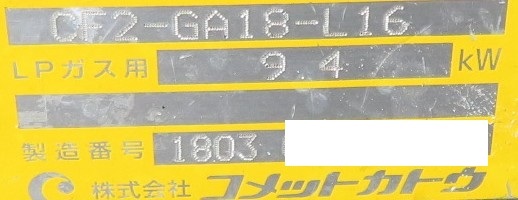 CF2-GA18-L16
LPガス用 9.4 kW
製造番号 1803
株式会社 コメットカトウ